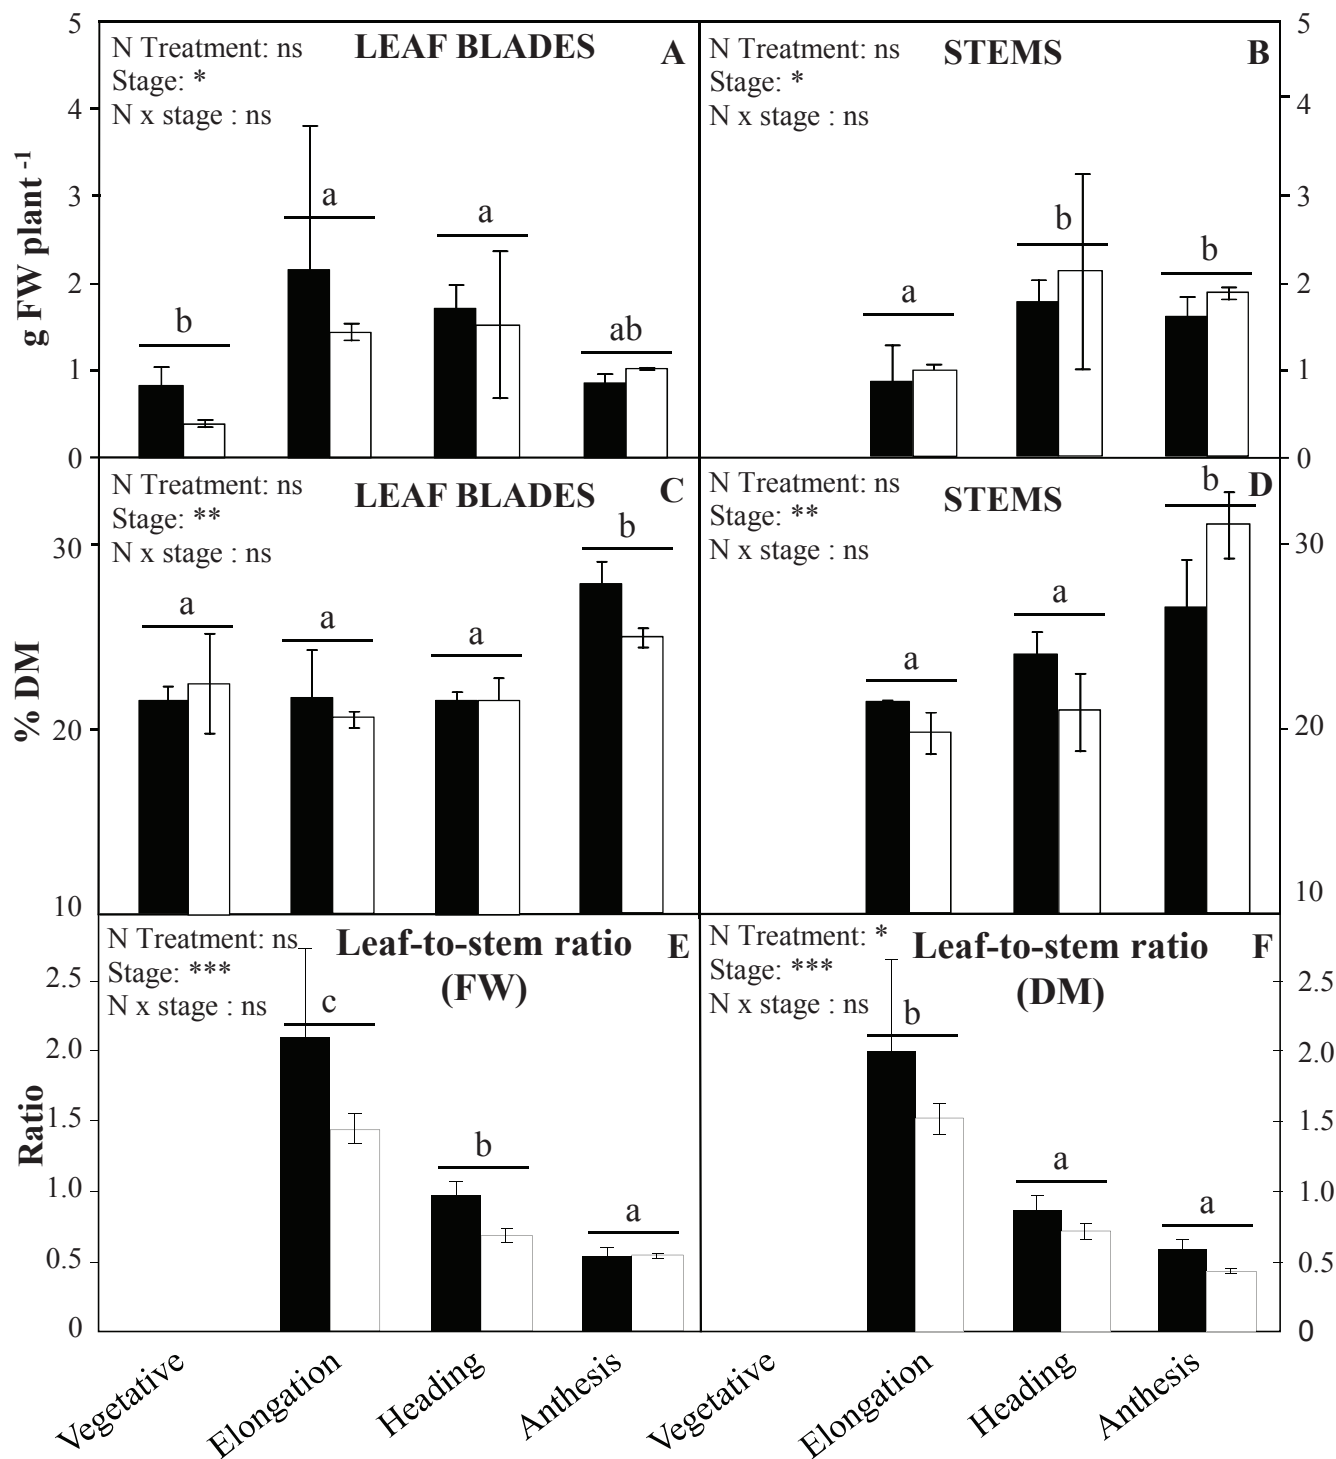 5
4
3
2
1
0
g FW plant -1
N Treatment: ns
Stage: *
N x stage : ns
LEAF BLADES
A
b
a
a
ab
N Treatment: ns
Stage: *
N x stage : ns
STEMS
B
a
b
b
5
4
3
2
1
0
30
20
10
% DM
N Treatment: ns
Stage: **
N x stage : ns
LEAF BLADES
C
a
a
a
b
N Treatment: ns
Stage: **
N x stage : ns
STEMS
D
a
a
b
30
20
10
2.5
2.0
1.5
1.0
0.5
0
Ratio
N Treatment: ns
Stage: ***
N x stage : ns
Leaf-to-stem ratio
(FW)
E
c
b
a
N Treatment: *
Stage: ***
N x stage : ns
Leaf-to-stem ratio
(DM)
F
b
a
a
2.5
2.0
1.5
1.0
0.5
0
Vegetative
Elongation
Heading
Anthesis
Vegetative
Elongation
Heading
Anthesis